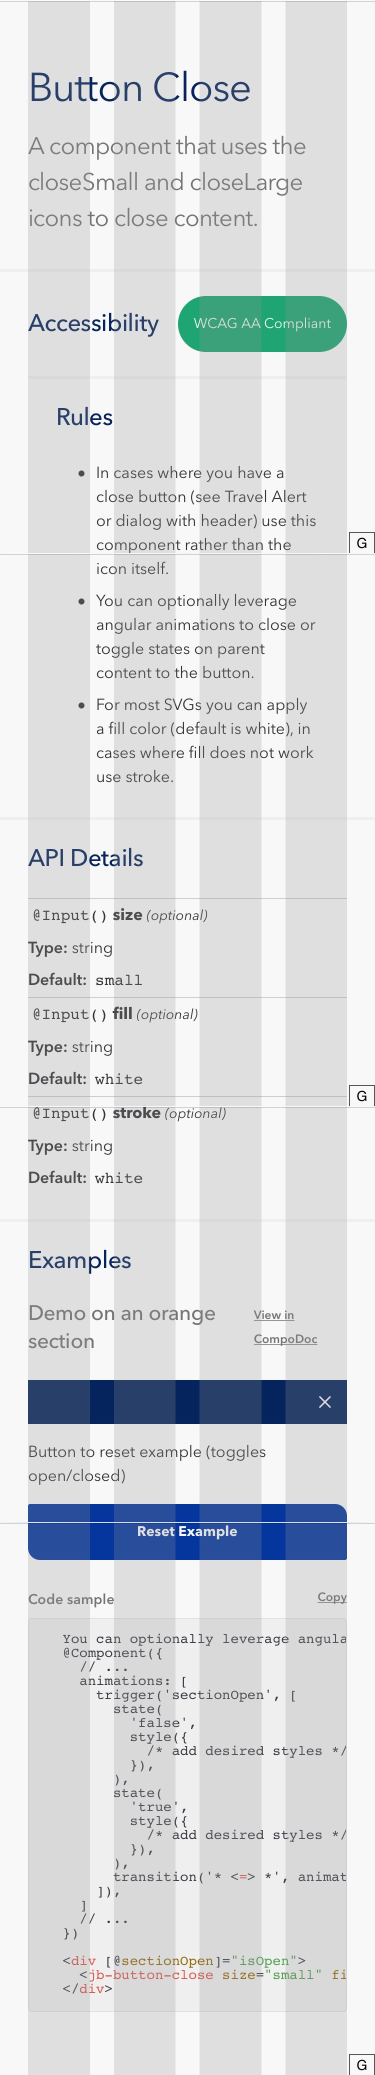 Button Close
A component that uses the
closeSmall and closeLarge
icons to close content.
Accessibility
WCAG AA Compliant
Rules
In cases where you have a
close button (see Travel Alert
or dialog with header) use this
component rather than the
G
icon itself.
You can optionally leverage
angular animations to close or
toggle states on parent
content to the button.
For most SVGs you can apply
a fill color (default is white), in
cases where fill does not work
use stroke.
API Details
@Input() size (optional)
Type: string
Default: small
@Input() fill (optional)
Type: string
Default: white
G
@Input() stroke (optional)
Type: string
Default: white
Examples
Demo on an orange
section
View in
CompoDoc
Button to reset example (toggles
open/closed)
Reset Example
Code sample
Copy
You can optionally leverage angula
@Component({
// ...
animations: [
trigger('sectionOpen', [
state(
'false',
style({
/* add desired styles */
}),
),
state(
'true',
style({
/* add desired styles */
}),
),
transition('* <=> *', animat
]),
]
// ...
})
<div [@sectionOpen]="isOpen">
<jb-button-close size="small" fi
</div>
G